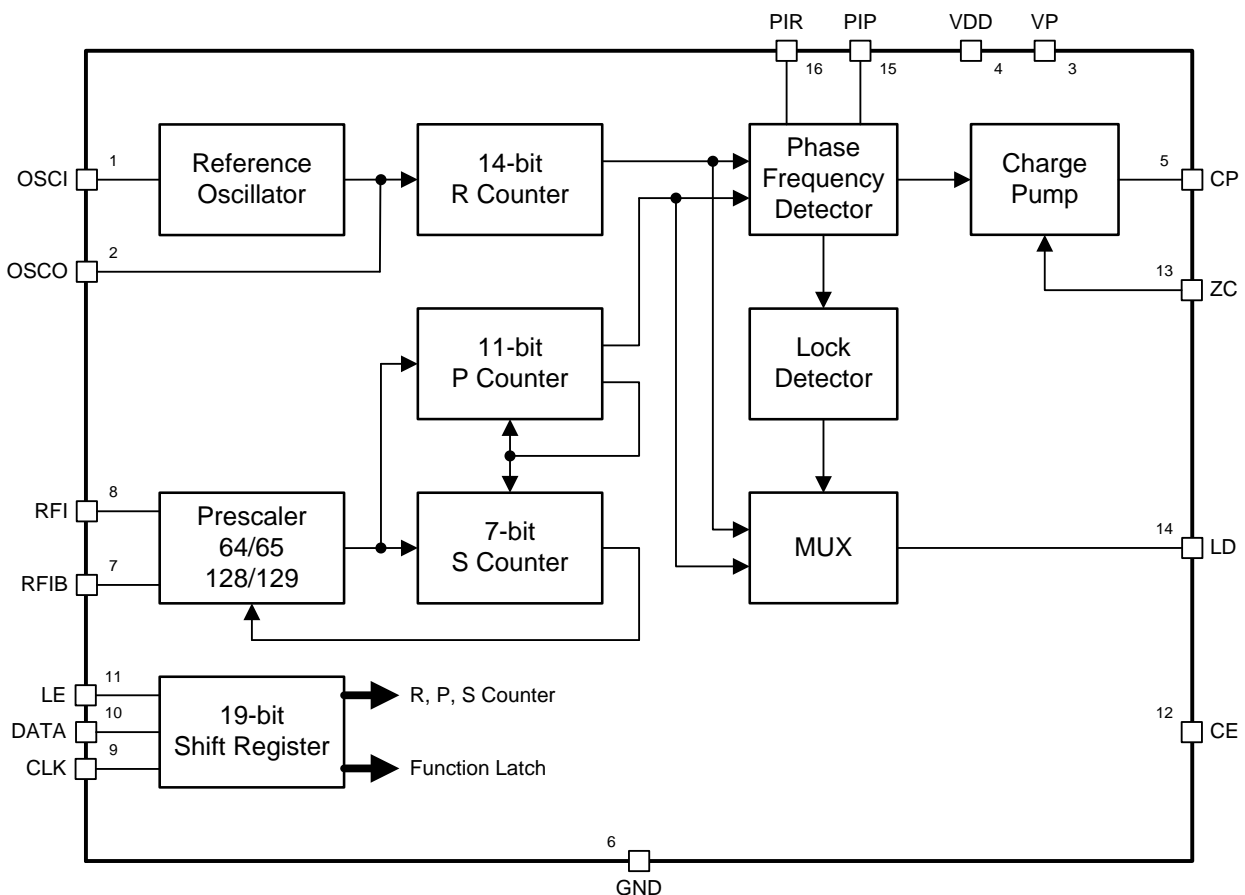 PIR
PIP
VDD
VP
16
15
4
3
OSCI
1
Reference
Oscillator
14-bit
R Counter
Phase
Frequency
Detector
Charge
Pump
5
CP
OSCO
2
13
ZC
11-bit
P Counter
Lock
Detector
RFI
8
RFIB
7
Prescaler
64/65
128/129
7-bit
S Counter
MUX
14
LD
LE
11
DATA
10
CLK
9
19-bit
Shift Register
R, P, S Counter
Function Latch
12
CE
6
GND